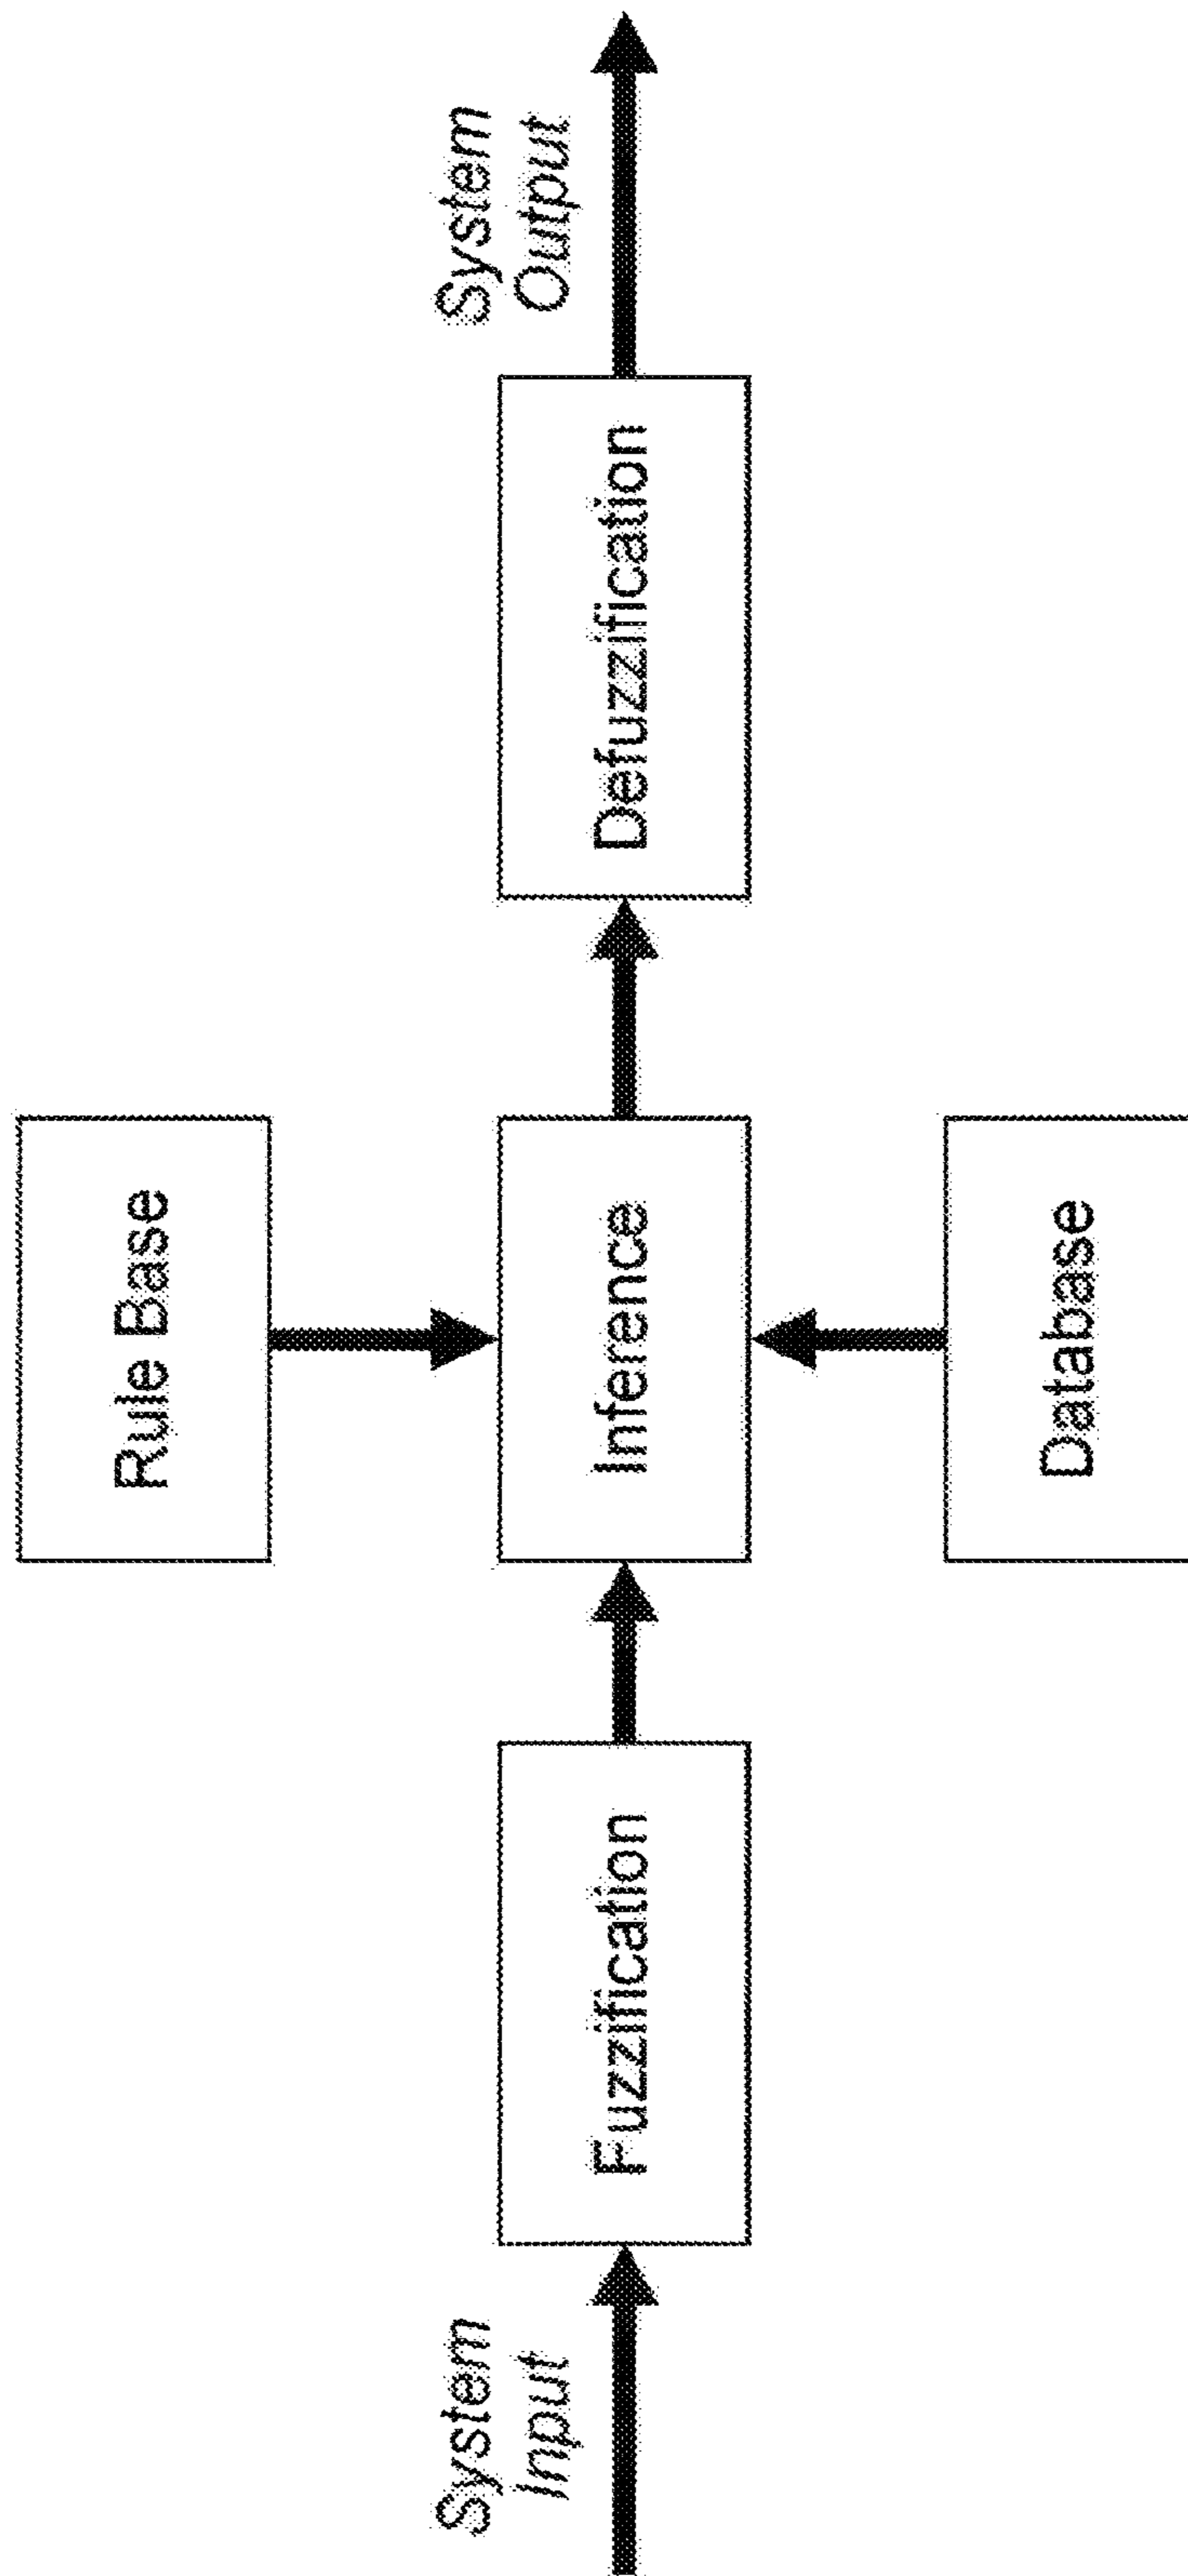 System
Input
Fuzzification
Rule Base
Inference
Database
Defuzzification
System
Output